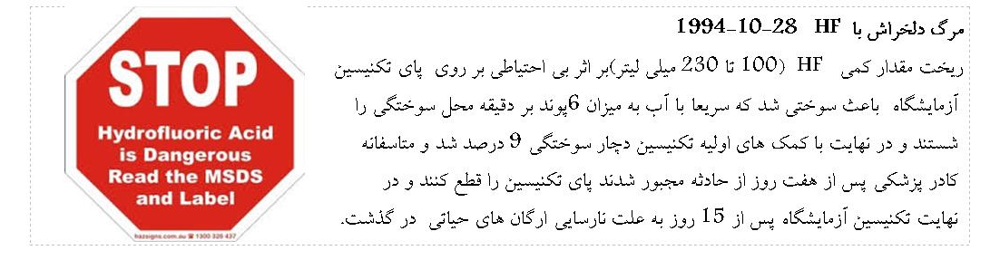 مرگ دلخراش با HF 28-10-1994
ریخت مقدار کمی HF (100 تا 230 میلی لیتر)بر اثر بی احتیاطی بر روی پای تکنیسین
آزمایشگاه باعث سوختی شد که سریعا با آب به میزان 6پوند بر دقیقه محل سوختگی را
شستند و در نهایت با کمک های اولیه تکنیسین دچار سوختگی 9 درصد شد و متاسفانه
کادر پزشکی پس از هفت روز از حادثه مجبور شدند پای تکنیسین را قطع کنند و در
نهایت تکنیسین آزمایشگاه پس از 15 روز به علت نارسایی ارگان های حیاتی در گذشت.
STOP
Hydrofluoric Acid
is Dangerous
Read the MSDS
and Label
hazsigns.com.au ☎ 1300 326 437